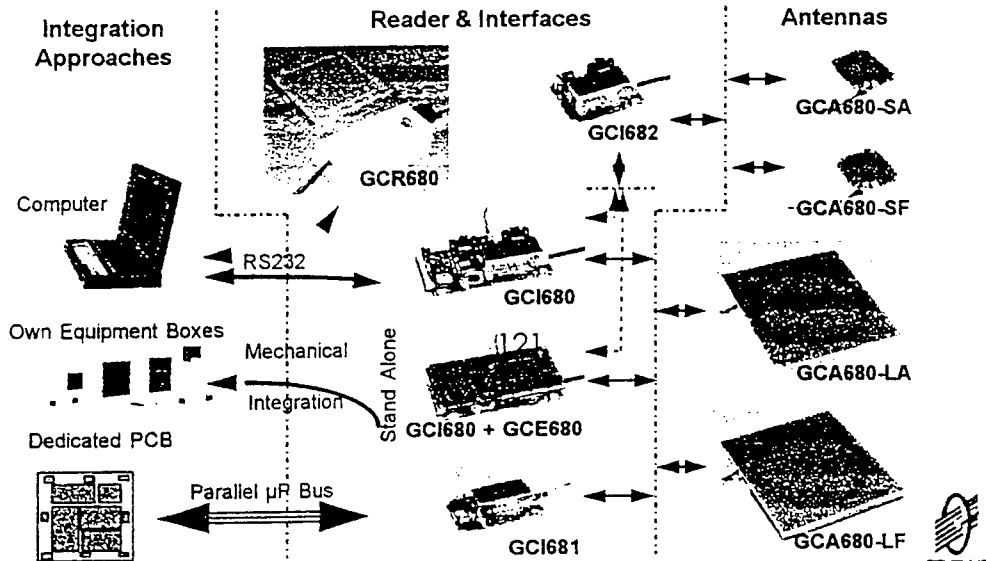 Integration
Approaches
Reader & Interfaces
Antennas
GCR680
GCI682
GCA680-SA
GCA680-SF
Computer
RS232
GCI680
Own Equipment Boxes
Mechanical
Integration
Stand Alone
GCI680 + GCE680
GCA680-LA
Dedicated PCB
Parallel µP Bus
GCI681
GCA680-LF